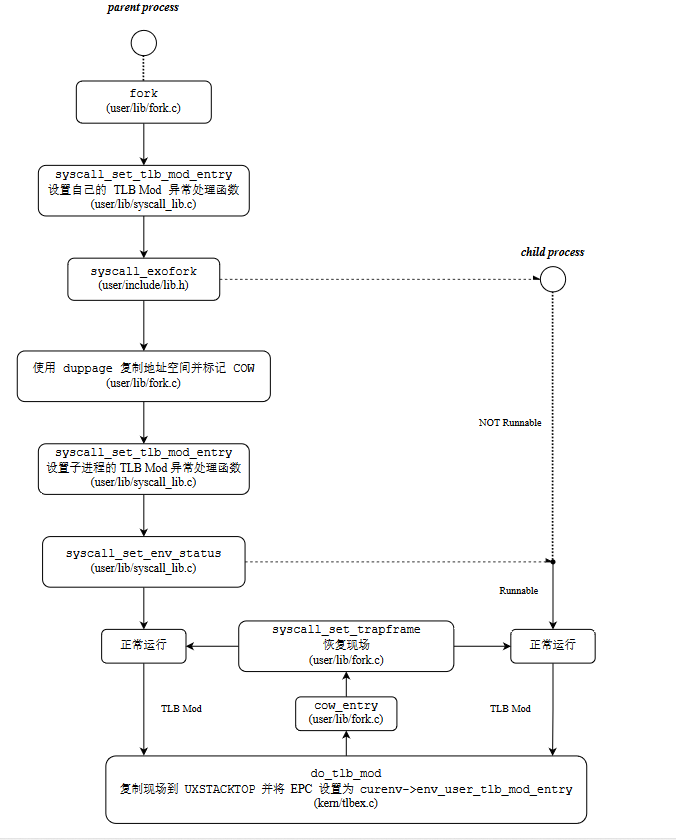 parent process
fork
(user/lib/fork.c)
syscall_set_tlb_mod_entry
设置自己的 TLB Mod 异常处理函数
(user/lib/syscall_lib.c)
child process
syscall_exofork
(user/include/lib.h)
使用 duppage 复制地址空间并标记 COW
(user/lib/fork.c)
NOT Runnable
syscall_set_tlb_mod_entry
设置子进程的 TLB Mod 异常处理函数
(user/lib/syscall_lib.c)
syscall_set_env_status
(user/lib/syscall_lib.c)
Runnable
正常运行
syscall_set_trapframe
恢复现场
(user/lib/fork.c)
正常运行
TLB Mod
cow_entry
(user/lib/fork.c)
TLB Mod
do_tlb_mod
复制现场到 UXSTACKTOP 并将 EPC 设置为 curenv->env_user_tlb_mod_entry
(kern/tlbex.c)